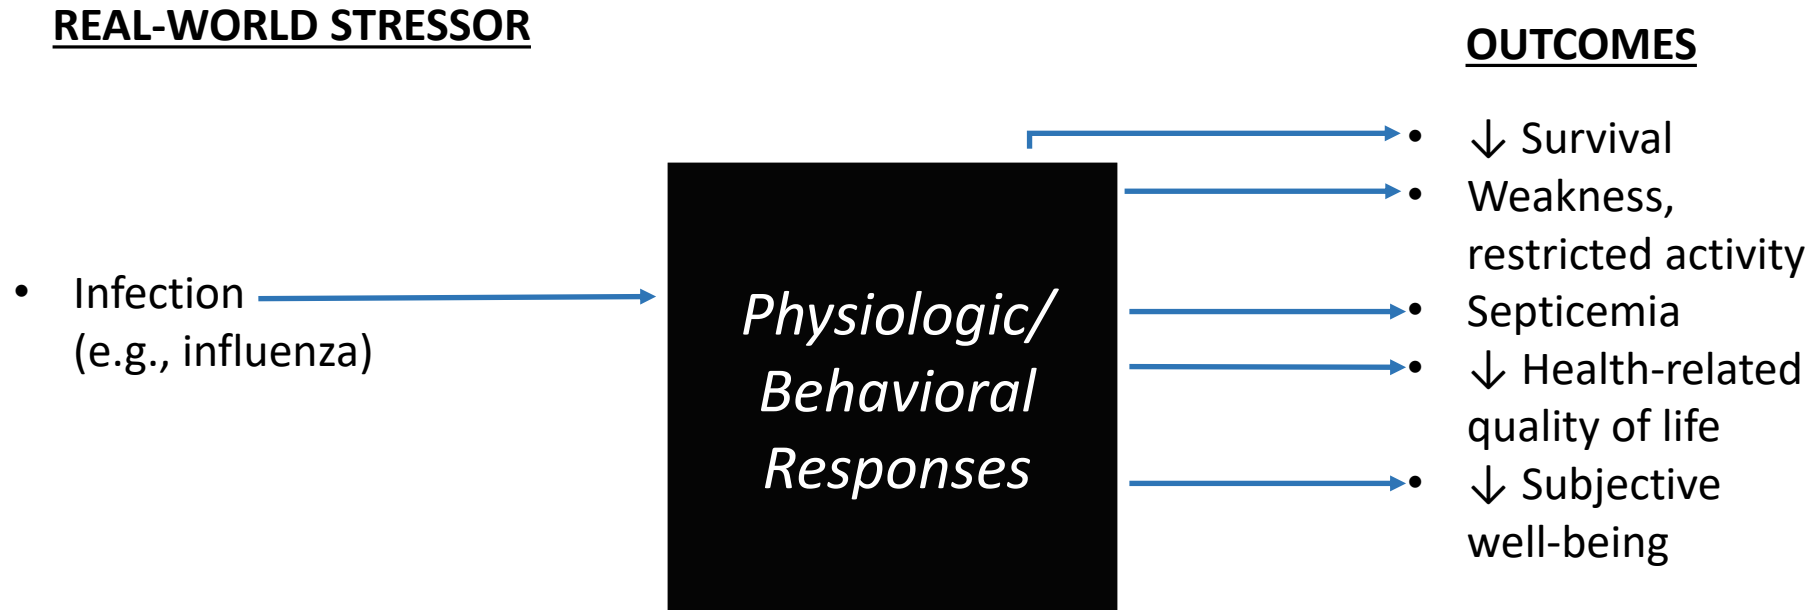 REAL-WORLD STRESSOR
• Infection
(e.g., influenza)
Physiologic/
Behavioral
Responses
OUTCOMES
• ↓ Survival
• Weakness,
restricted activity
• Septicemia
• ↓ Health-related
quality of life
• ↓ Subjective
well-being